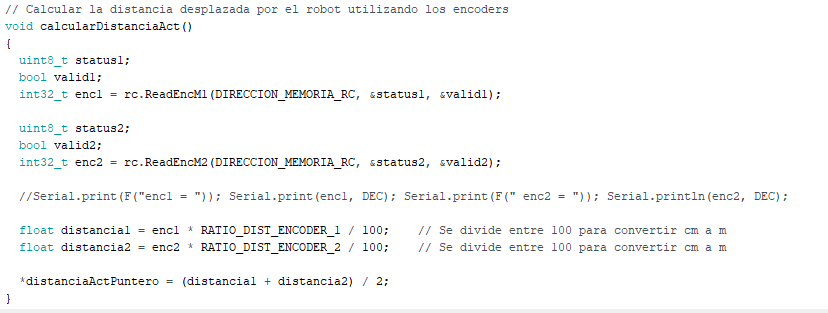 // Calcular la distancia desplazada por el robot utilizando los encoders
void calcularDistanciaAct()
{
  uint8_t status1;
  bool valid1;
  int32_t enc1 = rc.ReadEncM1(DIRECCION_MEMORIA_RC, &status1, &valid1);

  uint8_t status2;
  bool valid2;
  int32_t enc2 = rc.ReadEncM2(DIRECCION_MEMORIA_RC, &status2, &valid2);

  //Serial.print(F("enc1 = ")); Serial.print(enc1, DEC); Serial.print(F(" enc2 = ")); Serial.println(enc2, DEC);

  float distancia1 = enc1 * RATIO_DIST_ENCODER_1 / 100;    // Se divide entre 100 para convertir cm a m
  float distancia2 = enc2 * RATIO_DIST_ENCODER_2 / 100;    // Se divide entre 100 para convertir cm a m

  *distanciaActPuntero = (distancia1 + distancia2) / 2;
}